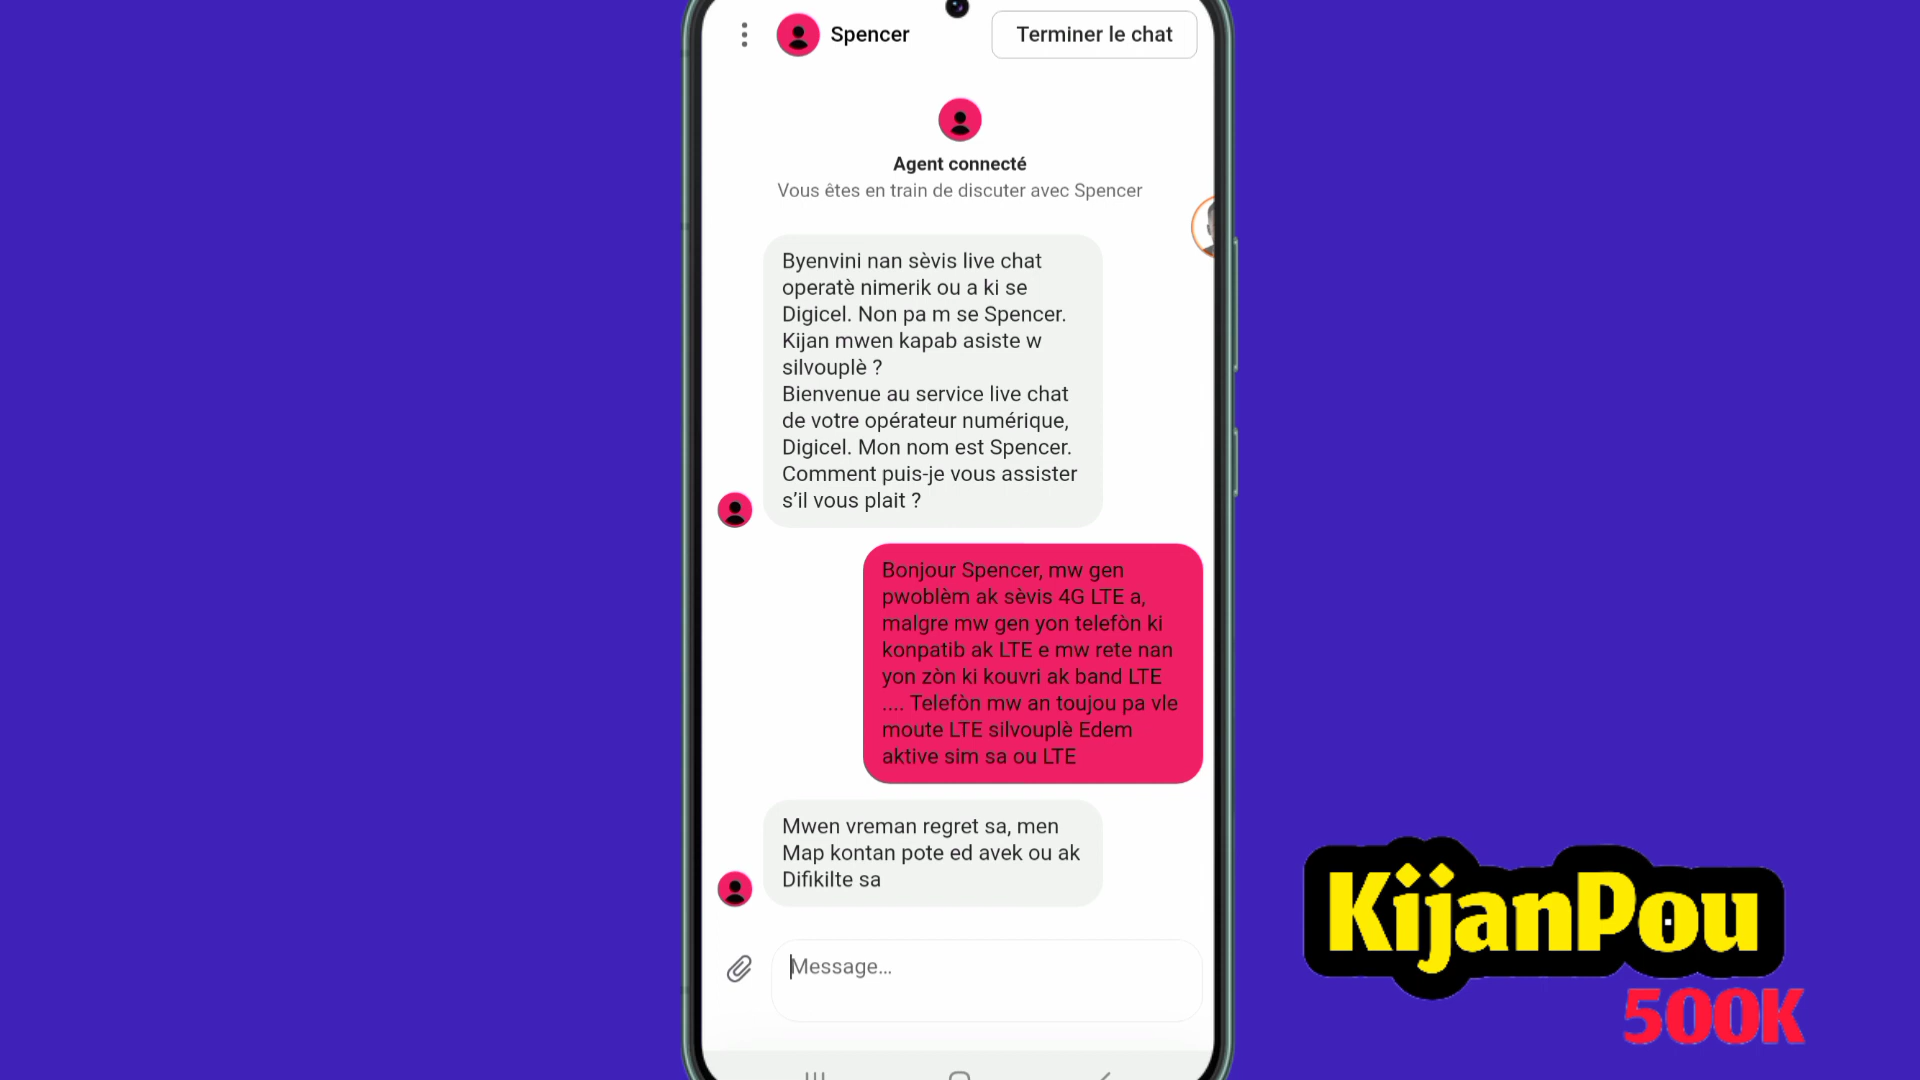 Spencer
Terminer le chat
Agent connecté
Vous êtes en train de discuter avec Spencer
Byenvini nan sèvis live chat
operatè nimerik ou a ki se
Digicel. Non pa m se Spencer.
Kijan mwen kapab asiste w
silvouplè ?
Bienvenue au service live chat
de votre opérateur numérique,
Digicel. Mon nom est Spencer.
Comment puis-je vous assister
s’il vous plait ?
Bonjour Spencer, mw gen
pwoblèm ak sèvis 4G LTE a,
malgre mw gen yon telefòn ki
konpatib ak LTE e mw rete nan
yon zòn ki kouvri ak band LTE
.... Telefòn mw an toujou pa vle
moute LTE silvouplè Edem
aktive sim sa ou LTE
Mwen vreman regret sa, men
Map kontan pote ed avek ou ak
Difikilte sa
Message...
KijanPou
500K